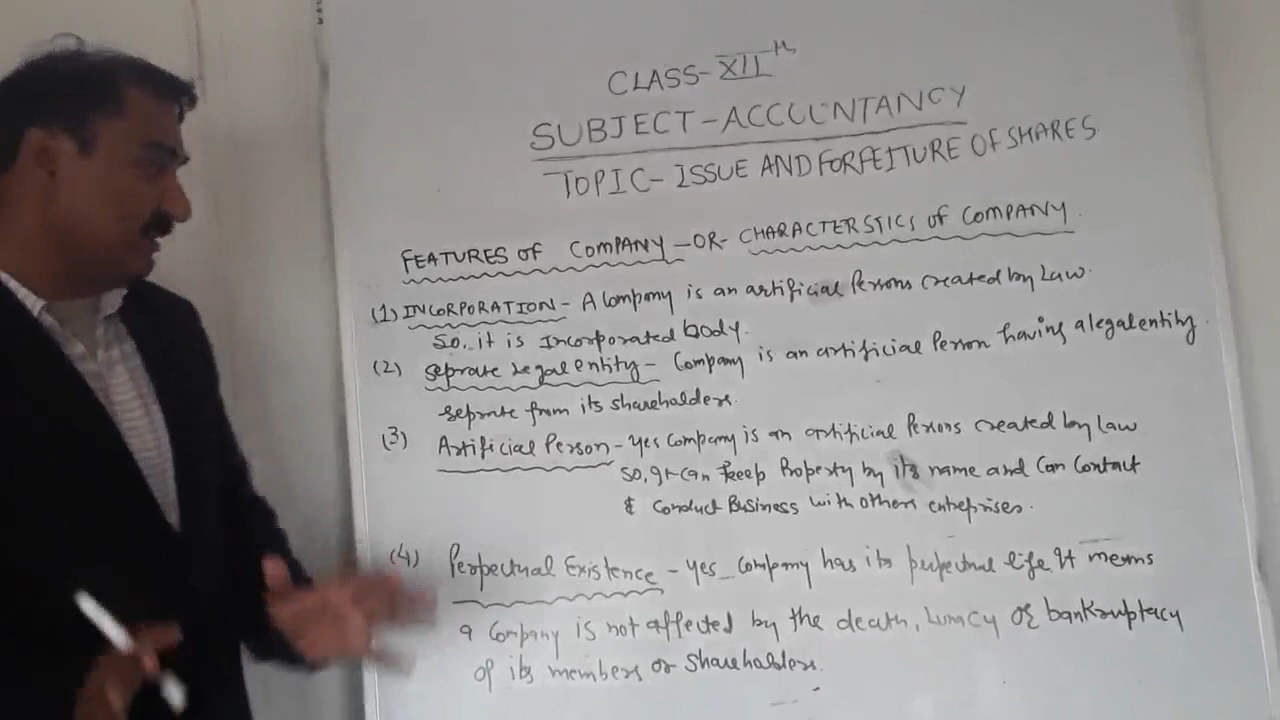 CLASS-XIIth
SUBJECT-ACCOUNTANCY
TOPIC- ISSUE AND FORFEITURE OF SHARES
FEATURES OF COMPANY -OR- CHARACTERSTICS OF COMPANY
(1) INCORPORATION - A Company is an artificial Persons created by Law.
So, it is Incorporated body.
(2) Seprate Legal entity - Company is an artificial Person having a legal entity
seprate from its shareholders.
(3) Artificial Person - Yes Company is an artificial Persons created by law
So, It can keep Property by its name and Can Contact
& Conduct Business with others enterprises.
(4) Perpectual Existence - Yes Company has its perpectual life. It means
a Company is not affected by the death, Lunacy or bankruptacy
of its members or Shareholders.